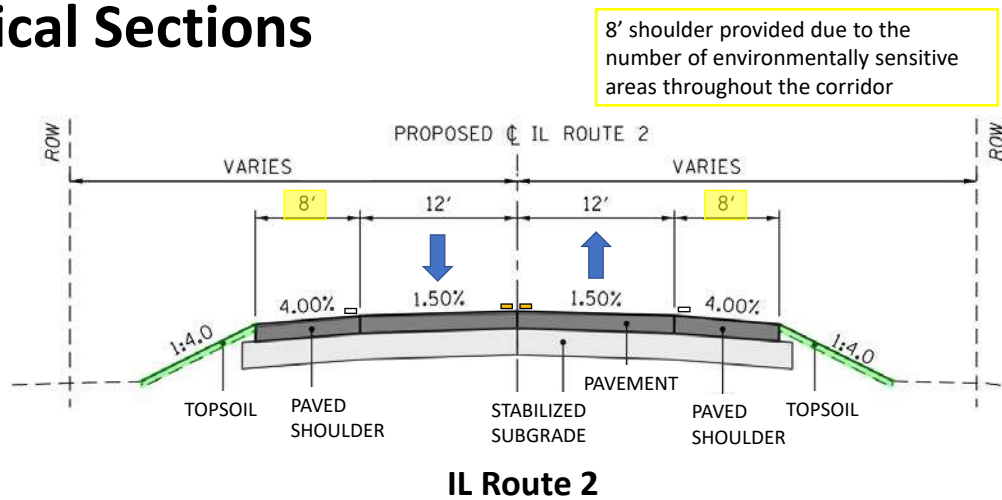 ical Sections
8’ shoulder provided due to the
number of environmentally sensitive
areas throughout the corridor
ROW
PROPOSED ℄ IL ROUTE 2
ROW
VARIES
VARIES
8'
12'
12'
8'
4.00%
1.50%
1.50%
4.00%
1:4.0
1:4.0
TOPSOIL
PAVED
SHOULDER
STABILIZED
SUBGRADE
PAVEMENT
PAVED
SHOULDER
TOPSOIL
IL Route 2